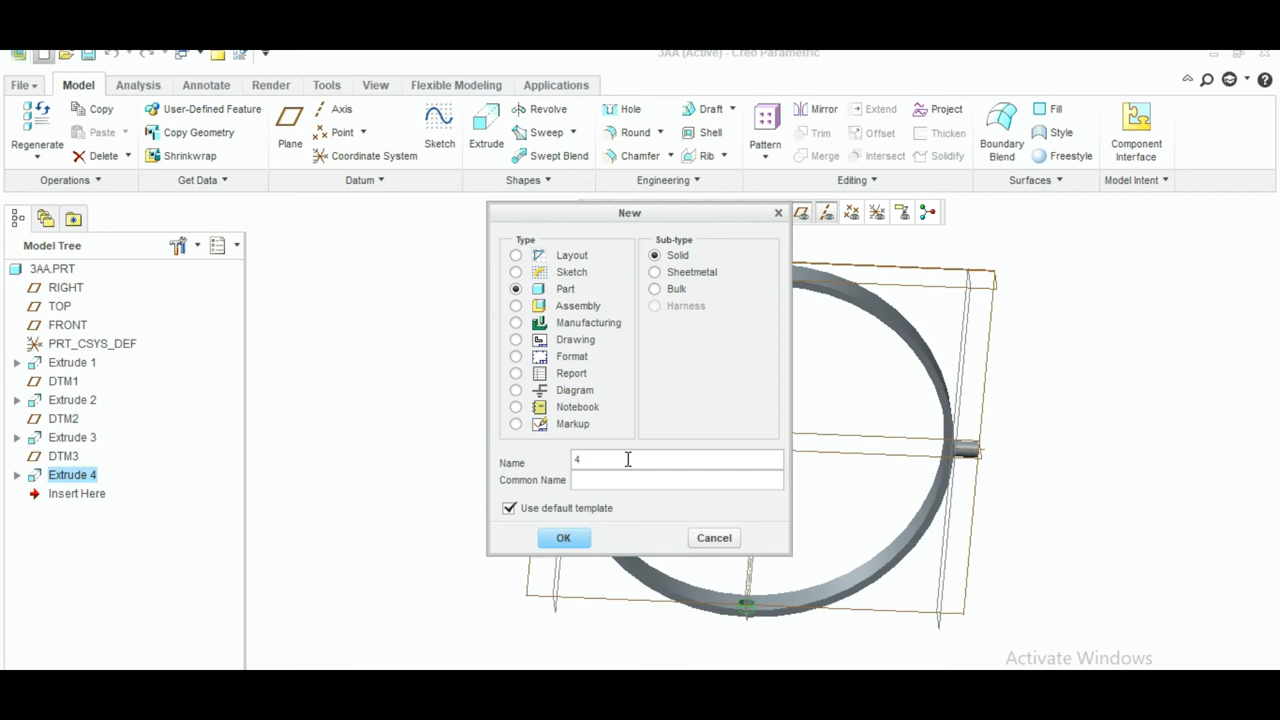 3AA (Active) - Creo Parametric
File Model Analysis Annotate Render Tools View Flexible Modeling Applications
Regenerate
Copy
Paste
Delete
Operations
User-Defined Feature
Copy Geometry
Shrinkwrap
Get Data
Plane
Axis
Point
Coordinate System
Sketch
Datum
Extrude
Revolve
Sweep
Swept Blend
Shapes
Hole
Round
Chamfer
Draft
Shell
Rib
Engineering
Pattern
Mirror
Trim
Merge
Extend
Offset
Intersect
Project
Thicken
Solidify
Editing
Boundary
Blend
Fill
Style
Freestyle
Surfaces
Component
Interface
Model Intent
Model Tree
3AA.PRT
RIGHT
TOP
FRONT
PRT_CSYS_DEF
Extrude 1
DTM1
Extrude 2
DTM2
Extrude 3
DTM3
Extrude 4
Insert Here
New
Type
Layout
Sketch
Part
Assembly
Manufacturing
Drawing
Format
Report
Diagram
Notebook
Markup
Sub-type
Solid
Sheetmetal
Bulk
Harness
Name 4
Common Name
Use default template
OK Cancel
Activate Windows